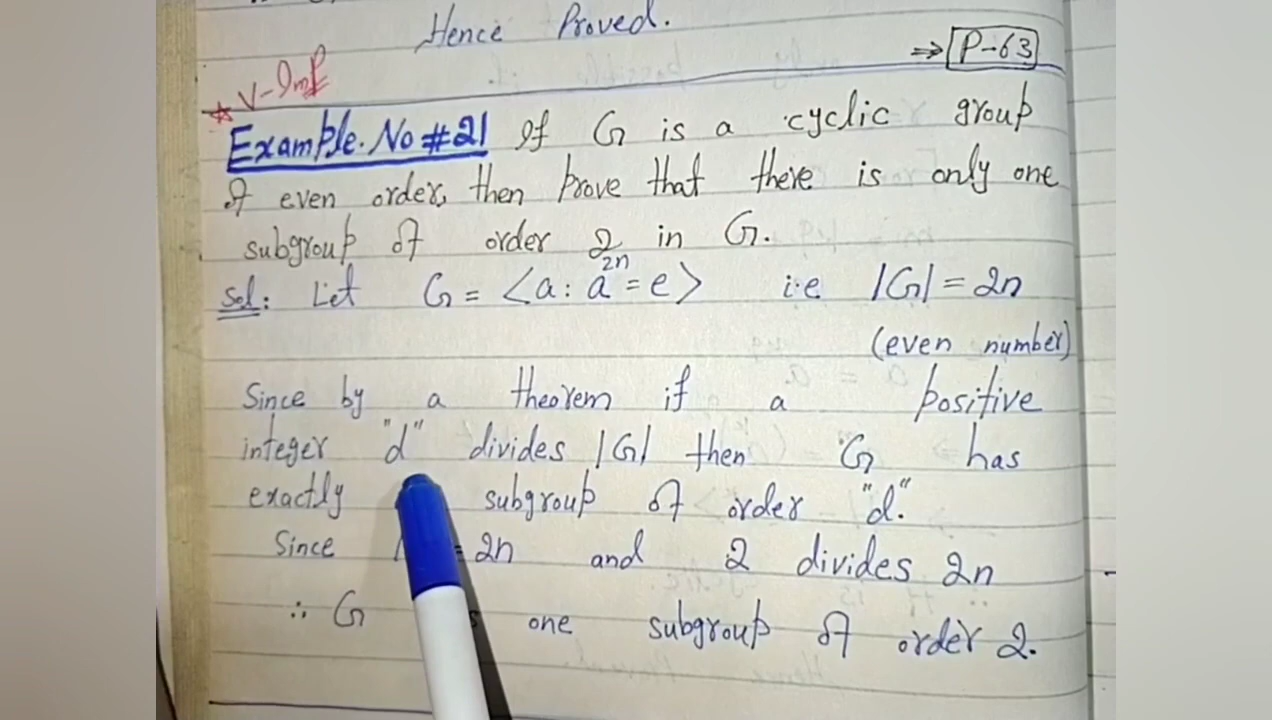 Hence Proved.
⇒ P-63
☆ V-Imp
Example.No #21 If G is a cyclic group
of even order, then prove that there is only one
subgroup of order 2 in G.
Sol: Let G = <a : a²ⁿ = e> i.e |G| = 2n
(even number)
Since by a theorem if a positive
integer "d" divides |G| then G has
exactly subgroup of order "d".
Since = 2n and 2 divides 2n
∴ G one subgroup of order 2.